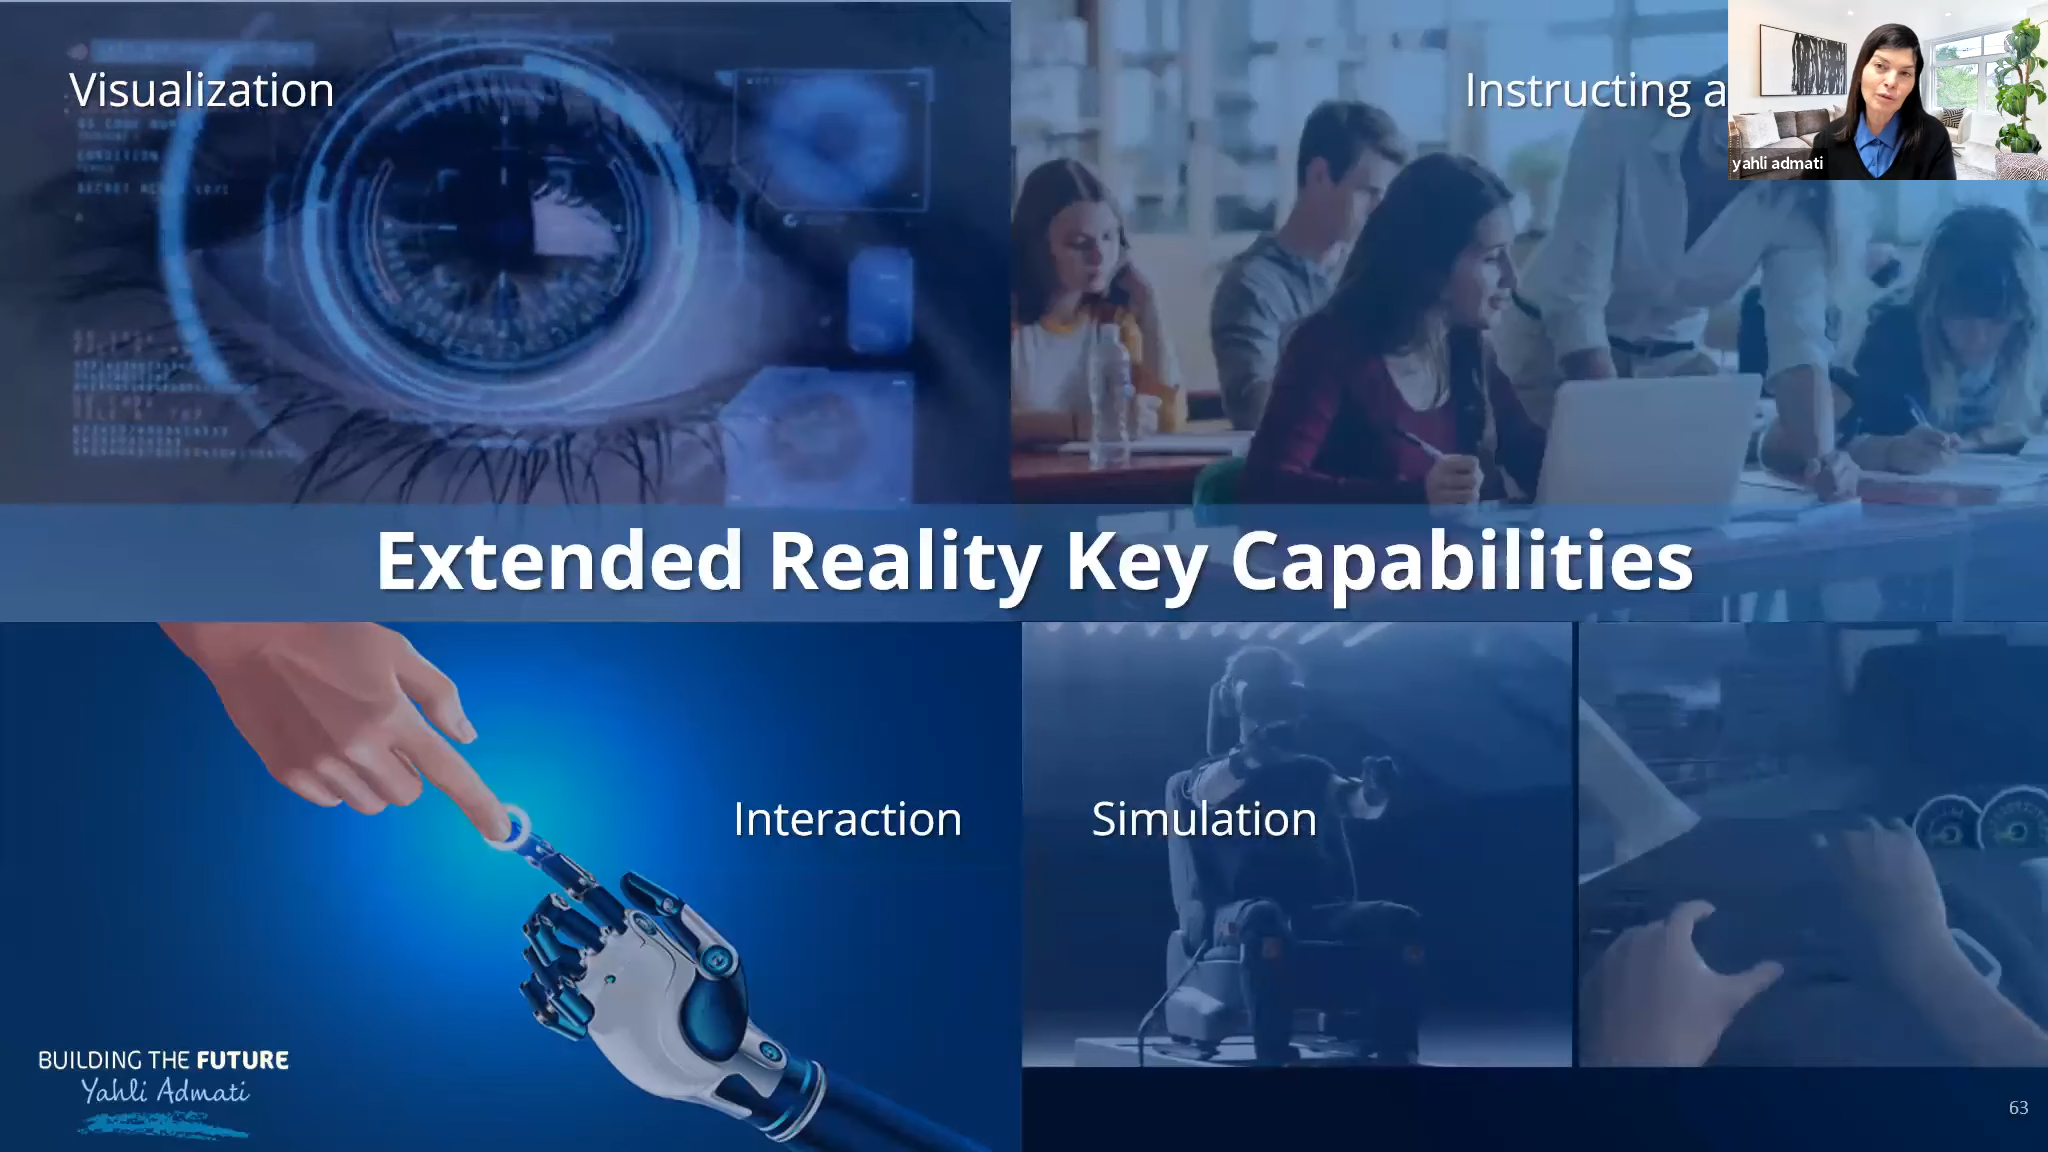 Visualization
Instructing a
yahli admati
Extended Reality Key Capabilities
Interaction
Simulation
BUILDING THE FUTURE
Yahli Admati
63